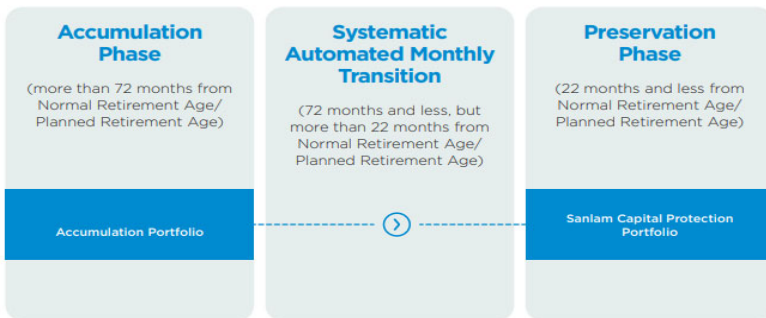 Accumulation
Phase
(more than 72 months from
Normal Retirement Age/
Planned Retirement Age)
Accumulation Portfolio
Systematic
Automated Monthly
Transition
(72 months and less, but
more than 22 months from
Normal Retirement Age/
Planned Retirement Age)
Preservation
Phase
(22 months and less from
Normal Retirement Age/
Planned Retirement Age)
Sanlam Capital Protection
Portfolio